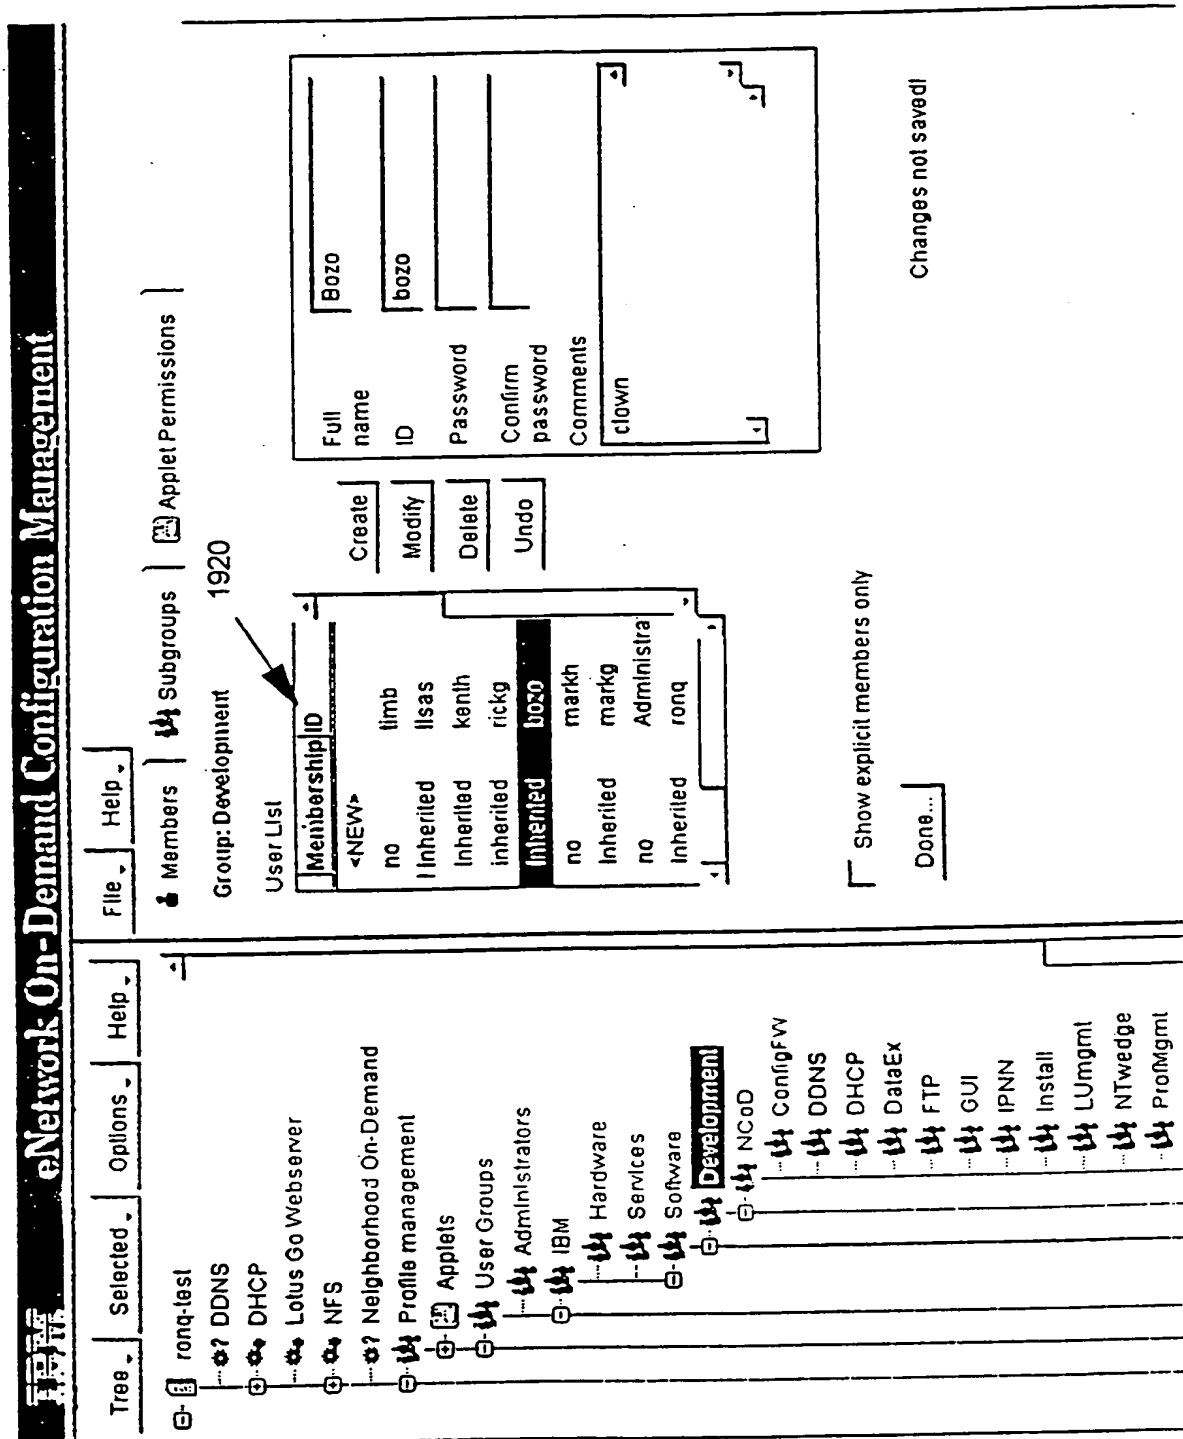 IBM eNetwork On-Demand Configuration Management
Tree Selected Options Help
ronq-test
? DDNS
DHCP
Lotus Go Webserver
NFS
? Neighborhood On-Demand
Profile management
Applets
User Groups
Administrators
IBM
Hardware
Services
Software
Development
NCoD
ConfigFW
DDNS
DHCP
DataEx
FTP
GUI
IPNN
Install
LUmgmt
NTwedge
ProfMgmt
File Help
Members Subgroups Applet Permissions
Group: Development
1920
User List
Membership ID
<NEW>
no timb
Inherited llsas
Inherited kenth
inherited rickg
Inherited bozo
no markh
Inherited markg
no Administra
Inherited ronq
Create
Modify
Delete
Undo
Full name Bozo
ID bozo
Password
Confirm password
Comments
clown
Show explicit members only
Done...
Changes not saved!